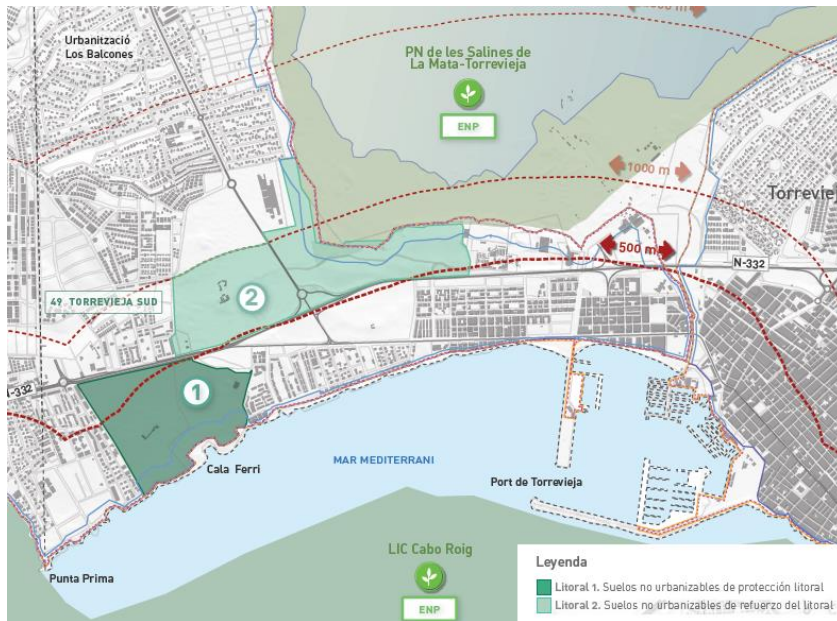 Urbanització
Los Balcones
PN de les Salines de
La Mata-Torrevieja
ENP
1000 m
Torrevie
500 m
N-332
49 TORREVIEJA SUD
2
N-332
1
Cala Ferri
MAR MEDITERRANI
Port de Torrevieja
LIC Cabo Roig
ENP
Punta Prima
Leyenda
Litoral 1. Suelos no urbanizables de protección litoral
Litoral 2. Suelos no urbanizables de refuerzo del litoral